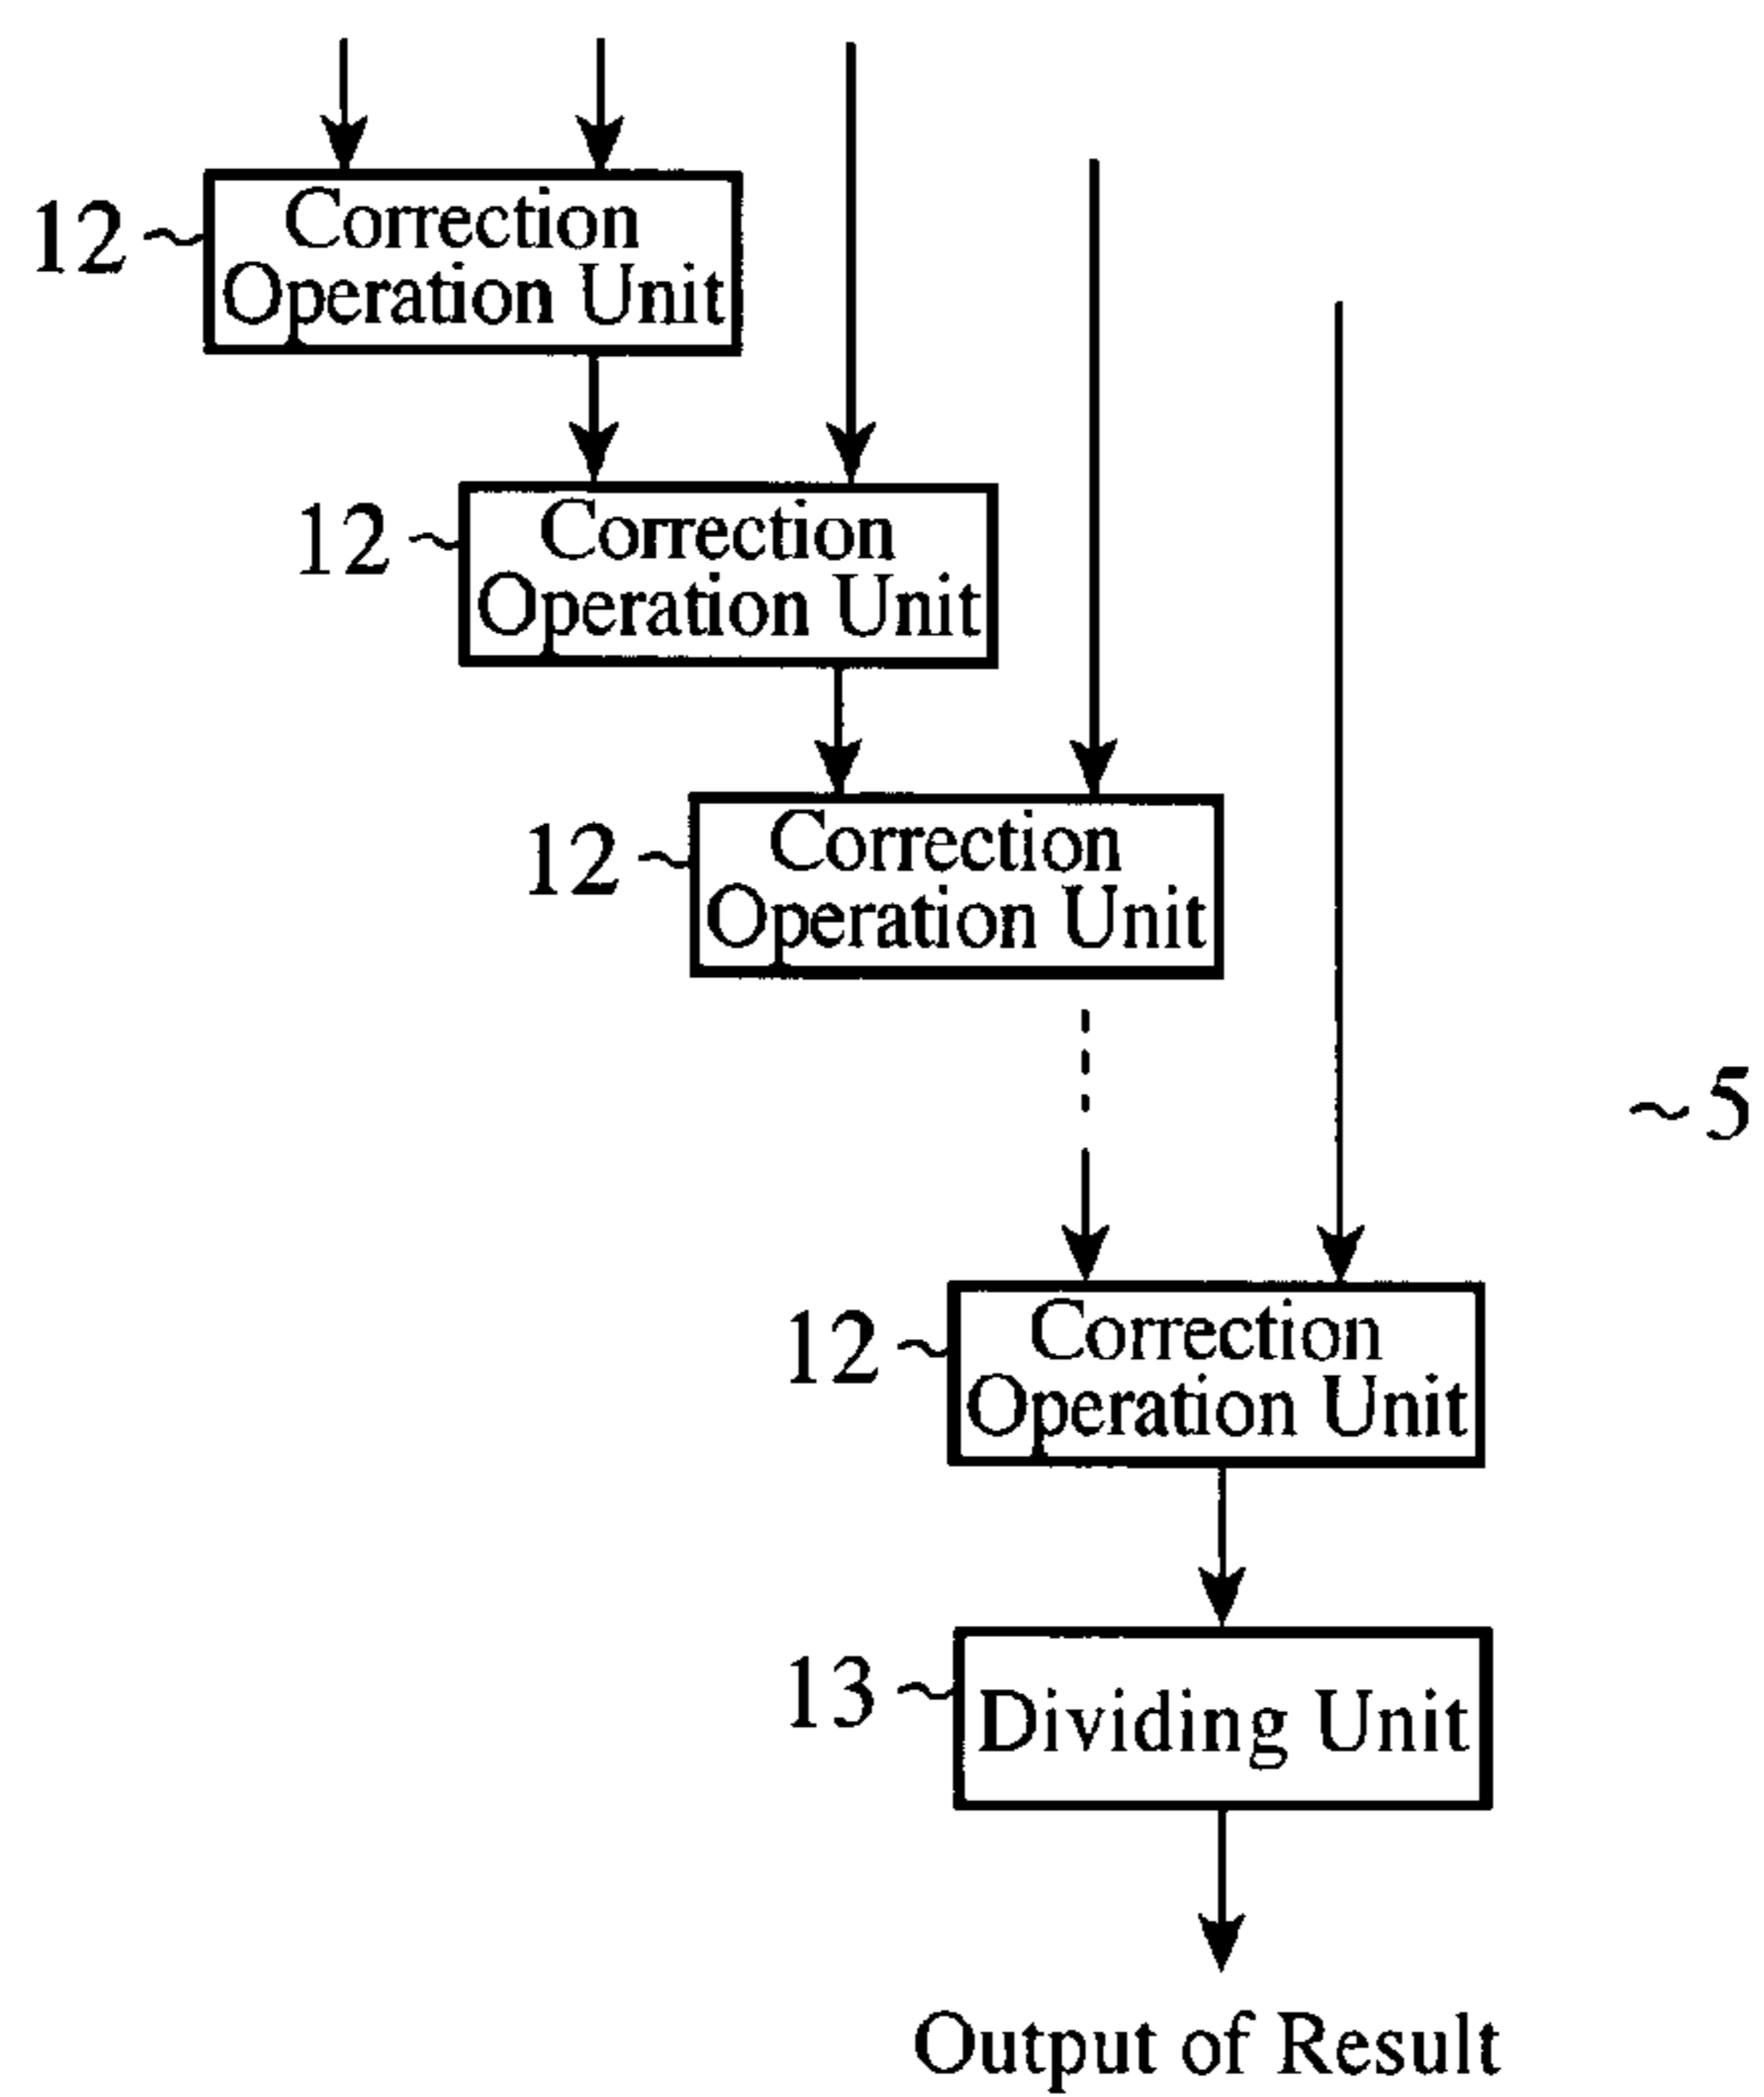 12 ~ Correction
Operation Unit
12 ~ Correction
Operation Unit
12 ~ Correction
Operation Unit
~5
12 ~ Correction
Operation Unit
13 ~ Dividing Unit
Output of Result